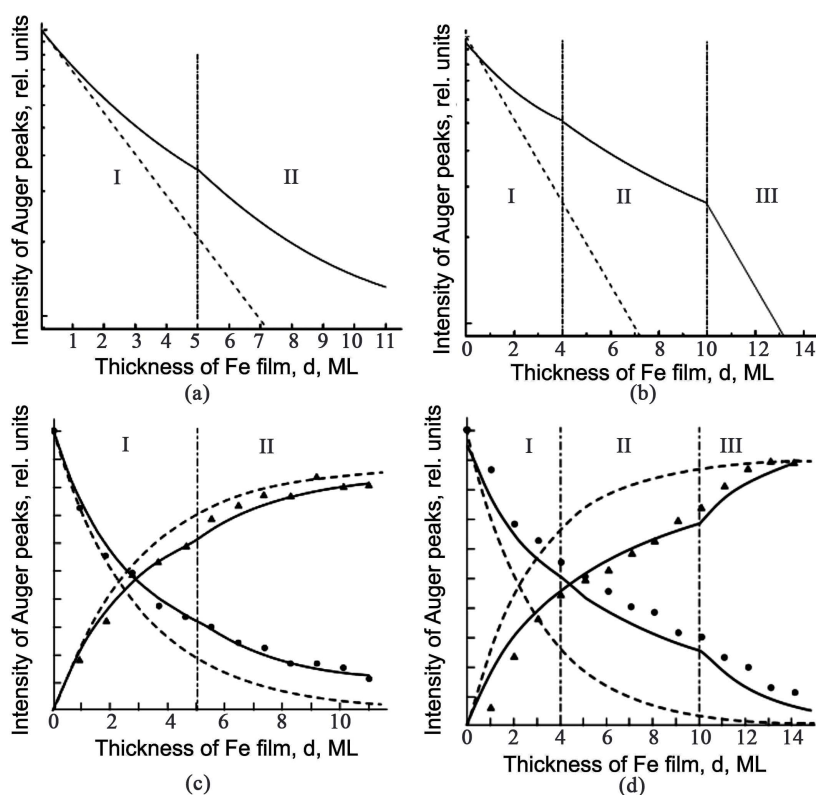 Intensity of Auger peaks, rel. units
I
II
1 2 3 4 5 6 7 8 9 10 11
Thickness of Fe film, d, ML
(a)
Intensity of Auger peaks, rel. units
I
II
III
0 2 4 6 8 10 12 14
Thickness of Fe film, d, ML
(b)
Intensity of Auger peaks, rel. units
I
II
0 2 4 6 8 10
Thickness of Fe film, d, ML
(c)
Intensity of Auger peaks, rel. units
I
II
III
0 2 4 6 8 10 12 14
Thickness of Fe film, d, ML
(d)